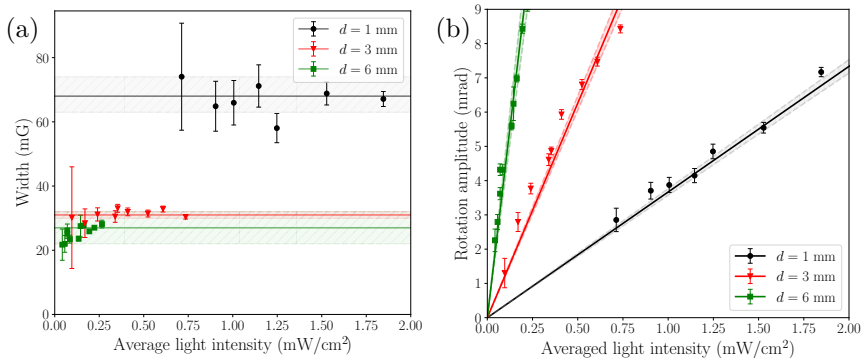 (a)
Width (mG)
80
60
40
20
0
0.00 0.25 0.50 0.75 1.00 1.25 1.50 1.75 2.00
Average light intensity (mW/cm²)
d = 1 mm
d = 3 mm
d = 6 mm
(b)
Rotation amplitude (mrad)
9
8
7
6
5
4
3
2
1
0
0.00 0.25 0.50 0.75 1.00 1.25 1.50 1.75 2.00
Averaged light intensity (mW/cm²)
d = 1 mm
d = 3 mm
d = 6 mm